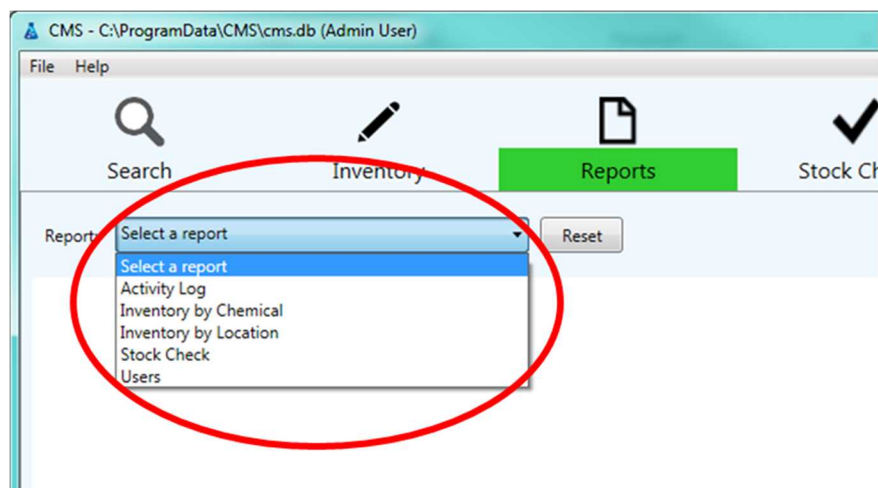 CMS - C:\ProgramData\CMS\cms.db (Admin User)
File Help
Search Inventory Reports Stock Ch
Report: Select a report Reset
Select a report
Activity Log
Inventory by Chemical
Inventory by Location
Stock Check
Users